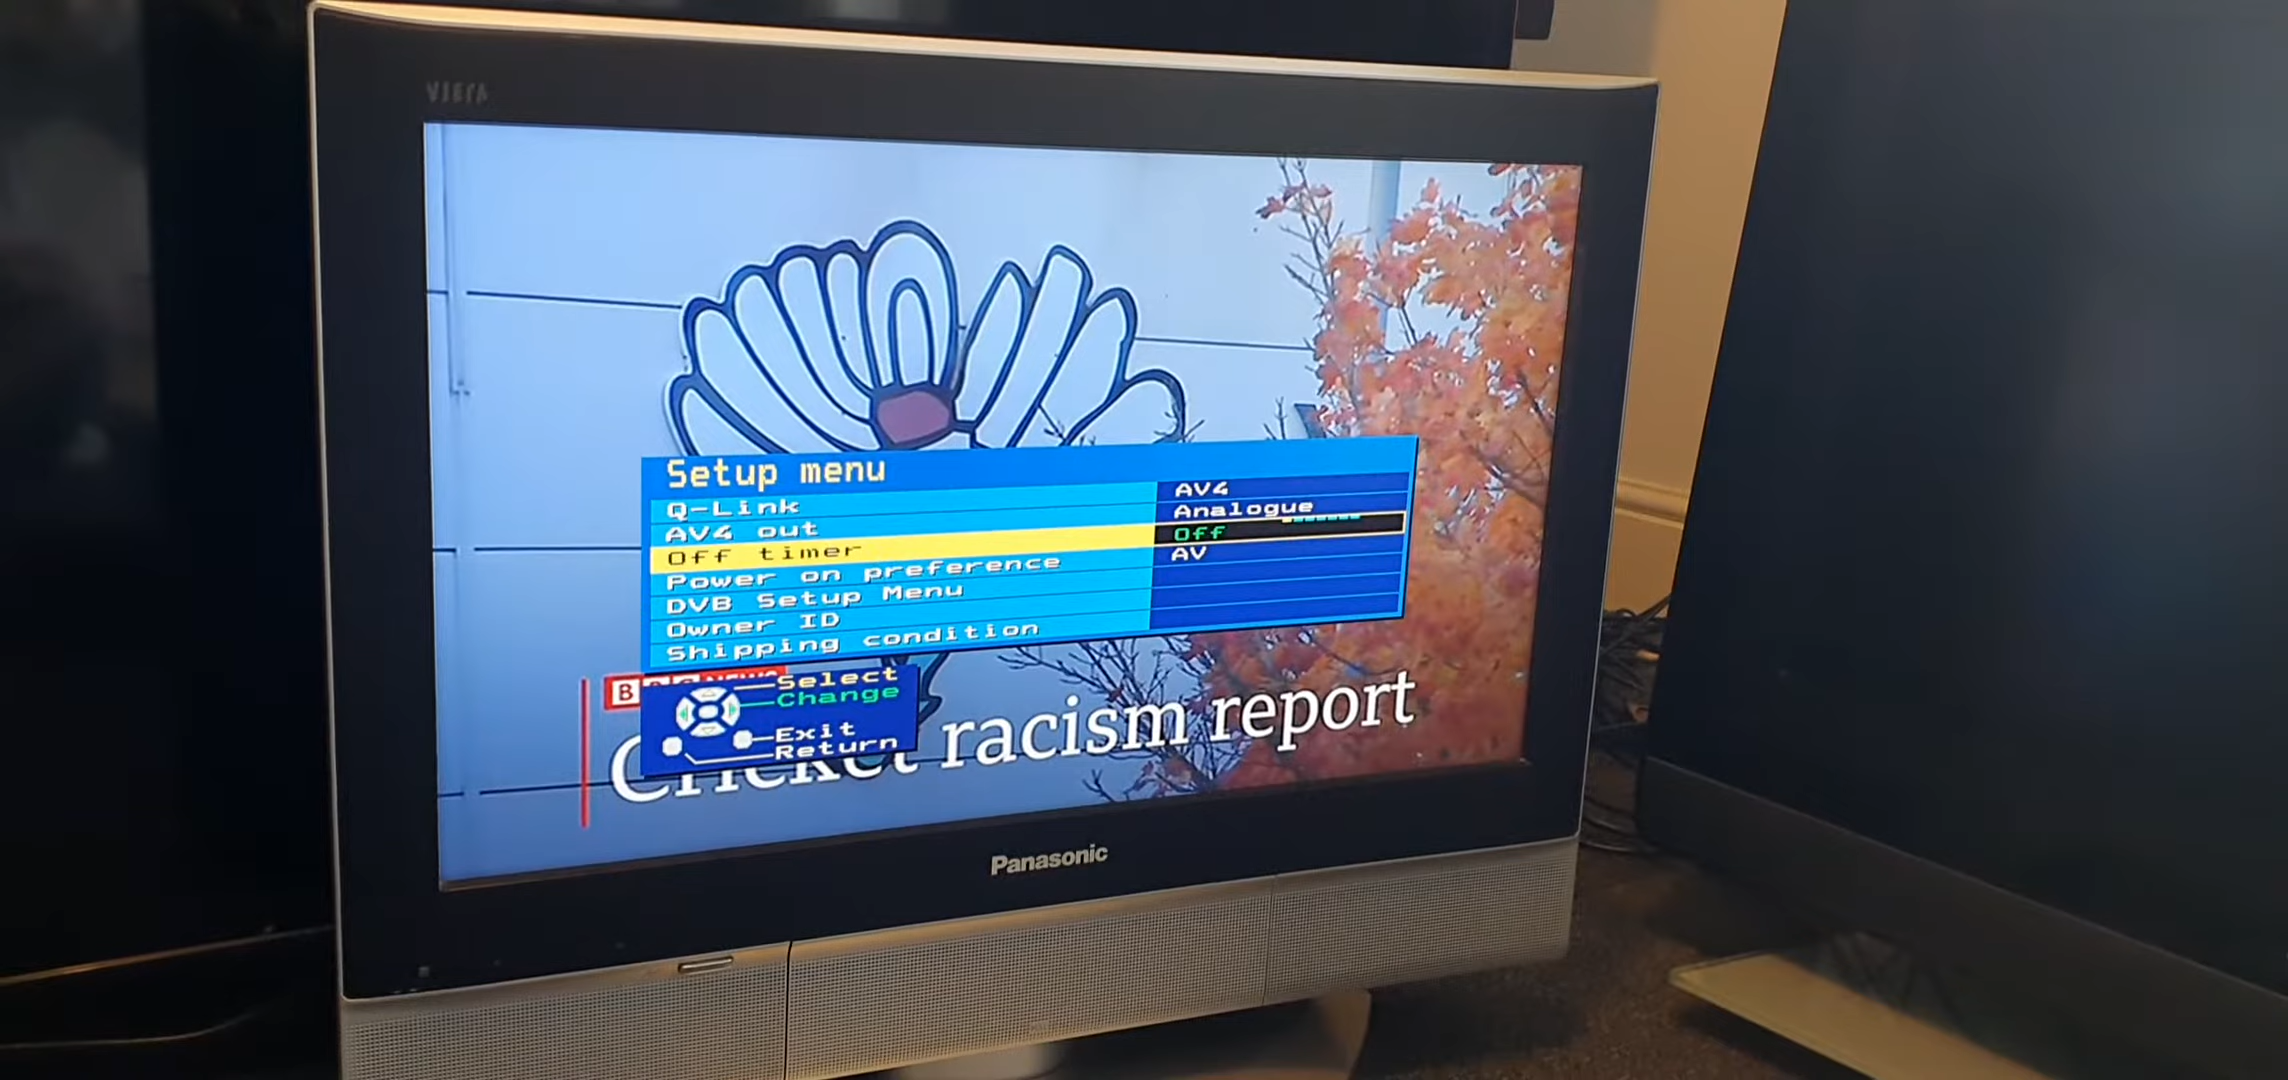 VIERA
Setup menu
Q-Link AV4
AV4 out Analogue
Off timer Off
Power on preference AV
DVB Setup Menu
Owner ID
Shipping condition
Select
Change
Exit
Return
Cricket racism report
Panasonic